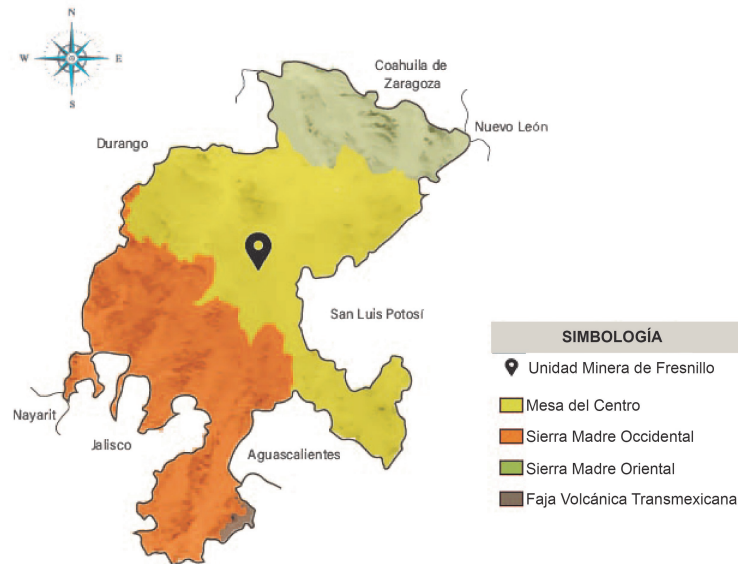 N
W
E
S
Coahuila de
Zaragoza
Nuevo León
Durango
San Luis Potosí
Nayarit
Jalisco
Aguascalientes
SIMBOLOGÍA
Unidad Minera de Fresnillo
Mesa del Centro
Sierra Madre Occidental
Sierra Madre Oriental
Faja Volcánica Transmexicana